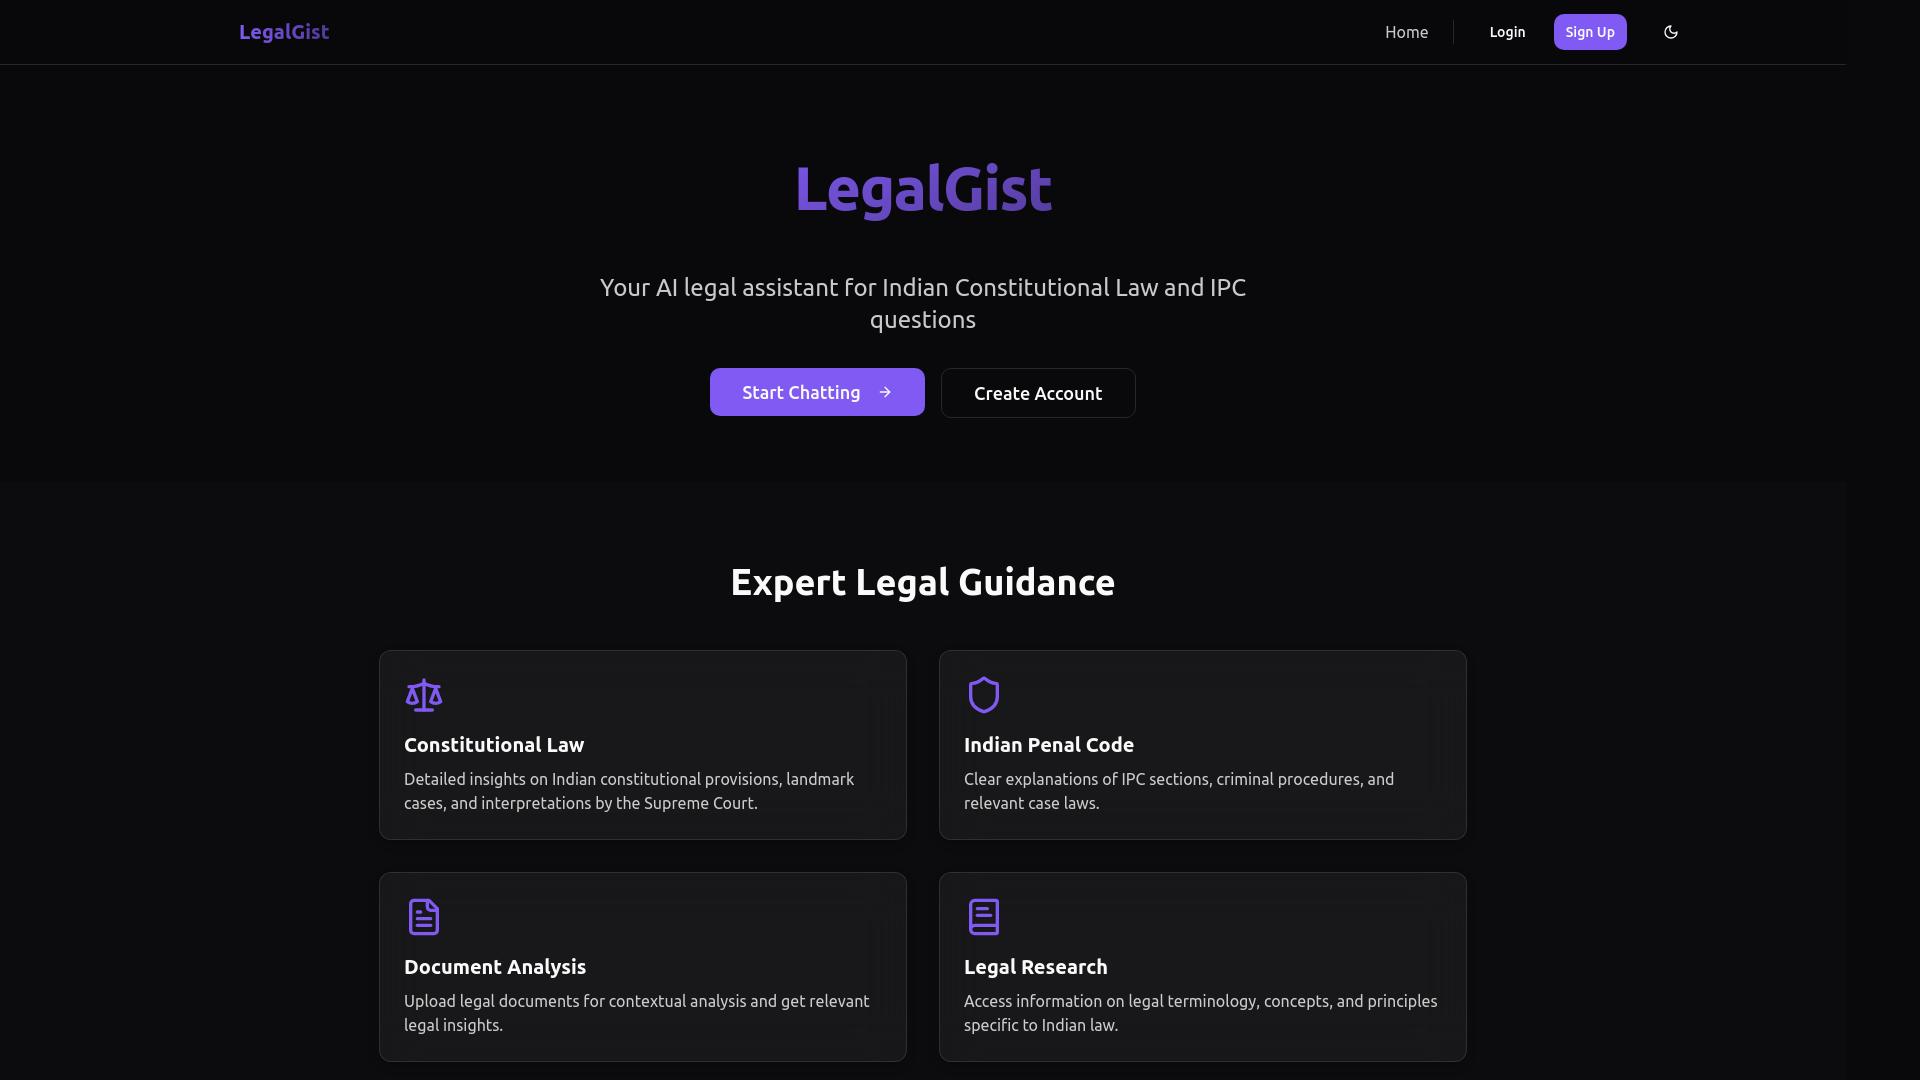 LegalGist
Home
Login
Sign Up
LegalGist
Your AI legal assistant for Indian Constitutional Law and IPC
questions
Start Chatting
Create Account
Expert Legal Guidance
Constitutional Law
Detailed insights on Indian constitutional provisions, landmark
cases, and interpretations by the Supreme Court.
Indian Penal Code
Clear explanations of IPC sections, criminal procedures, and
relevant case laws.
Document Analysis
Upload legal documents for contextual analysis and get relevant
legal insights.
Legal Research
Access information on legal terminology, concepts, and principles
specific to Indian law.